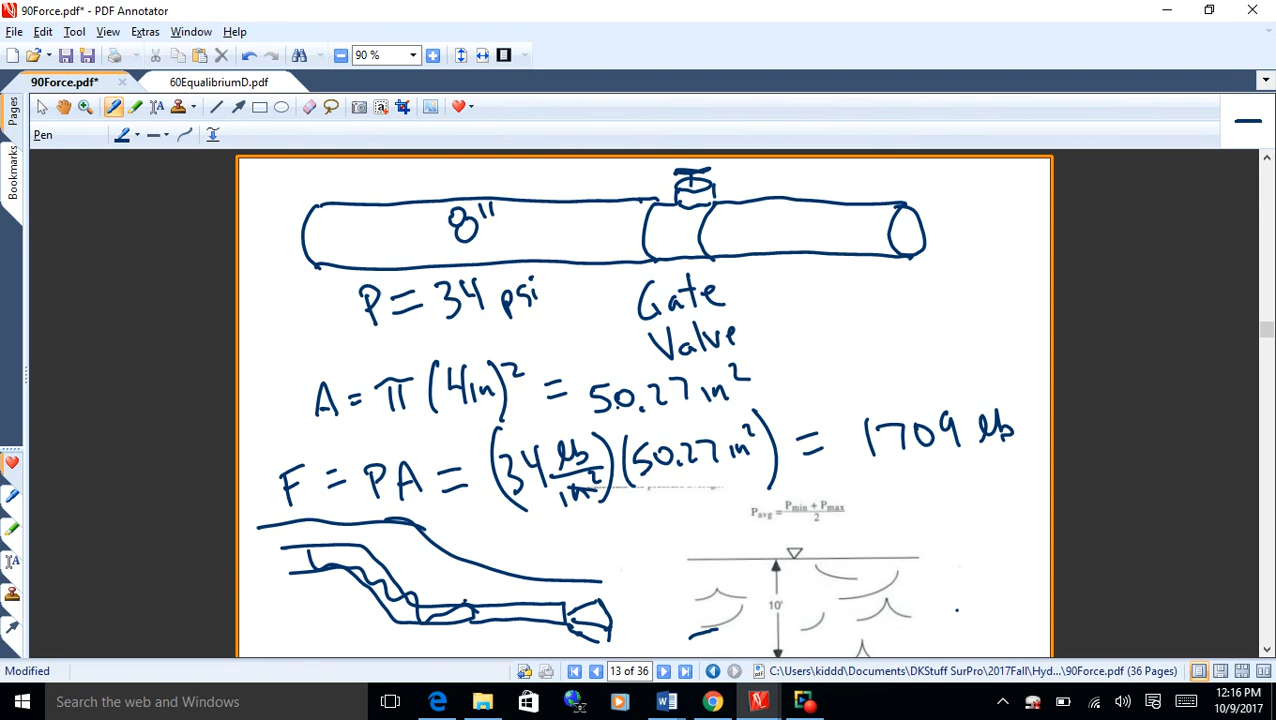 90Force.pdf* - PDF Annotator
File Edit Tool Extras Window Help
90 %
90Force.pdf* 60EqualibriumD.pdf
Pages
Pen
Bookmarks
8"
P = 34 psi
Gate
Valve
A = π (4in)² = 50.27 in²
F = PA = (34 lb/in²)(50.27 in²) = 1709 lb
Pavg = Pmin + Pmax / 2
10'
Modified
13 of 36
C:\Users\kiddd\Documents\DKStuff SurPro\2017Fall\Hyd...\90Force.pdf (36 Pages)
Search the web and Windows
12:16 PM
10/9/2017